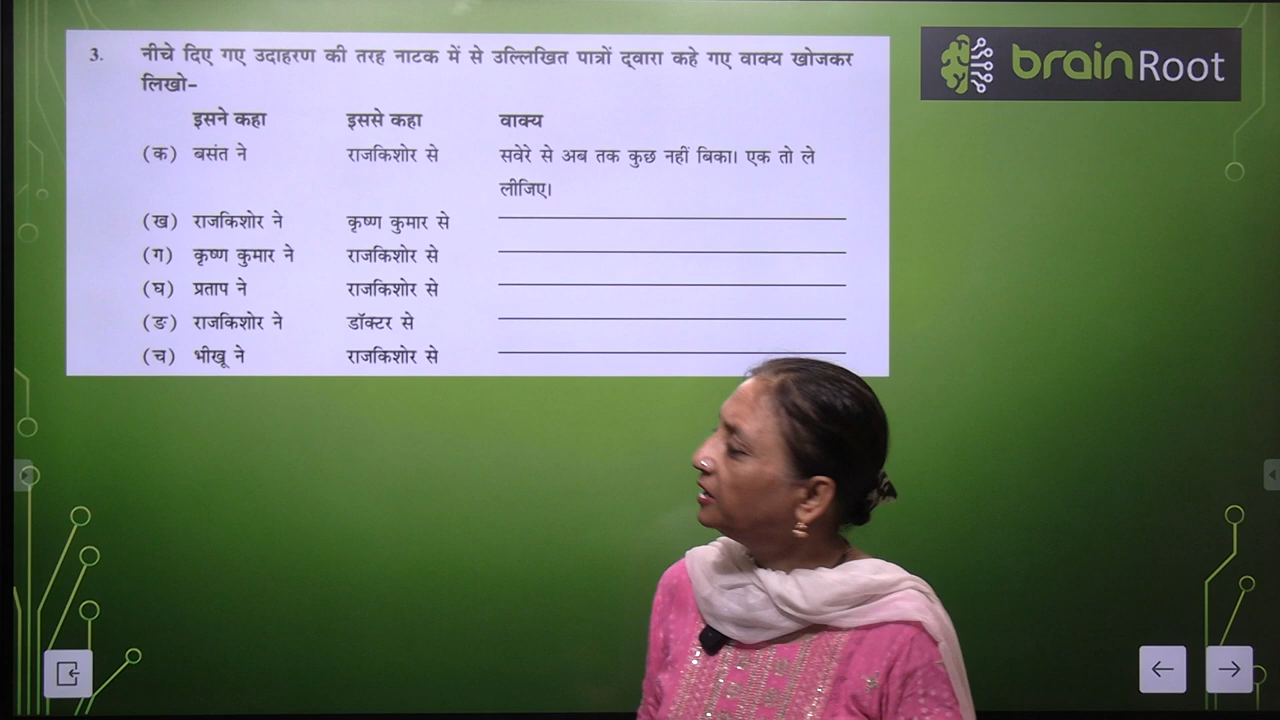 brainRoot
3. नीचे दिए गए उदाहरण की तरह नाटक में से उल्लिखित पात्रों द्‌वारा कहे गए वाक्य खोजकर
लिखो-
इसने कहा इससे कहा वाक्य
(क) बसंत ने राजकिशोर से सवेरे से अब तक कुछ नहीं बिका। एक तो ले
लीजिए।
(ख) राजकिशोर ने कृष्ण कुमार से
(ग) कृष्ण कुमार ने राजकिशोर से
(घ) प्रताप ने राजकिशोर से
(ङ) राजकिशोर ने डॉक्टर से
(च) भीखू ने राजकिशोर से